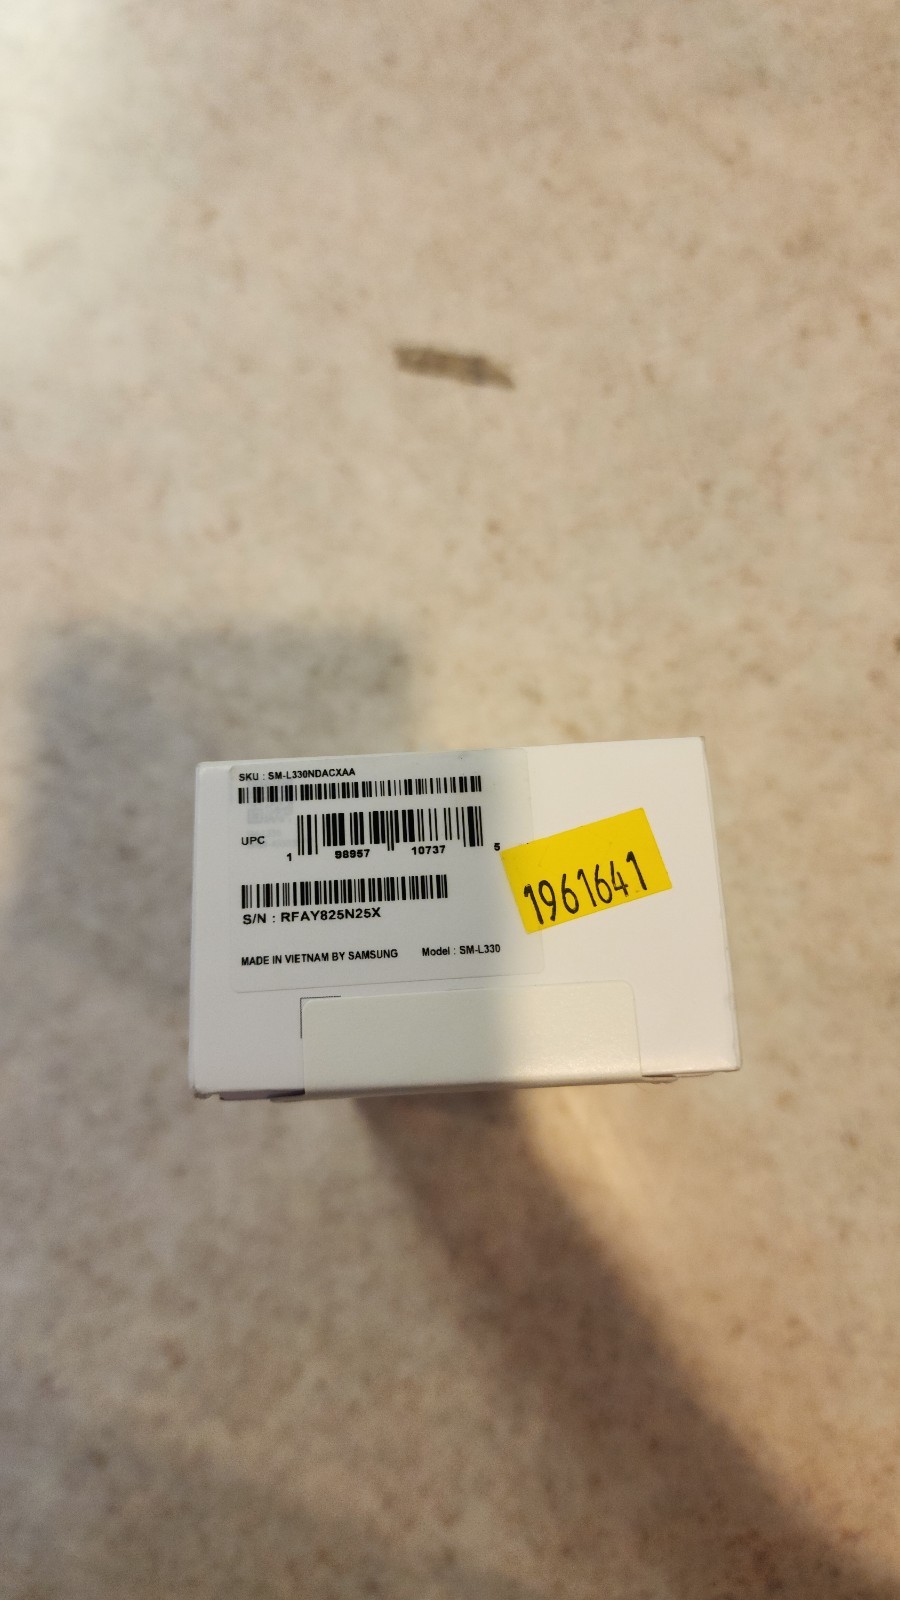 SKU : SM-L330NDACXAA
UPC
1 98957 10737 5
S/N : RFAY825N25X
MADE IN VIETNAM BY SAMSUNG Model : SM-L330
1961641